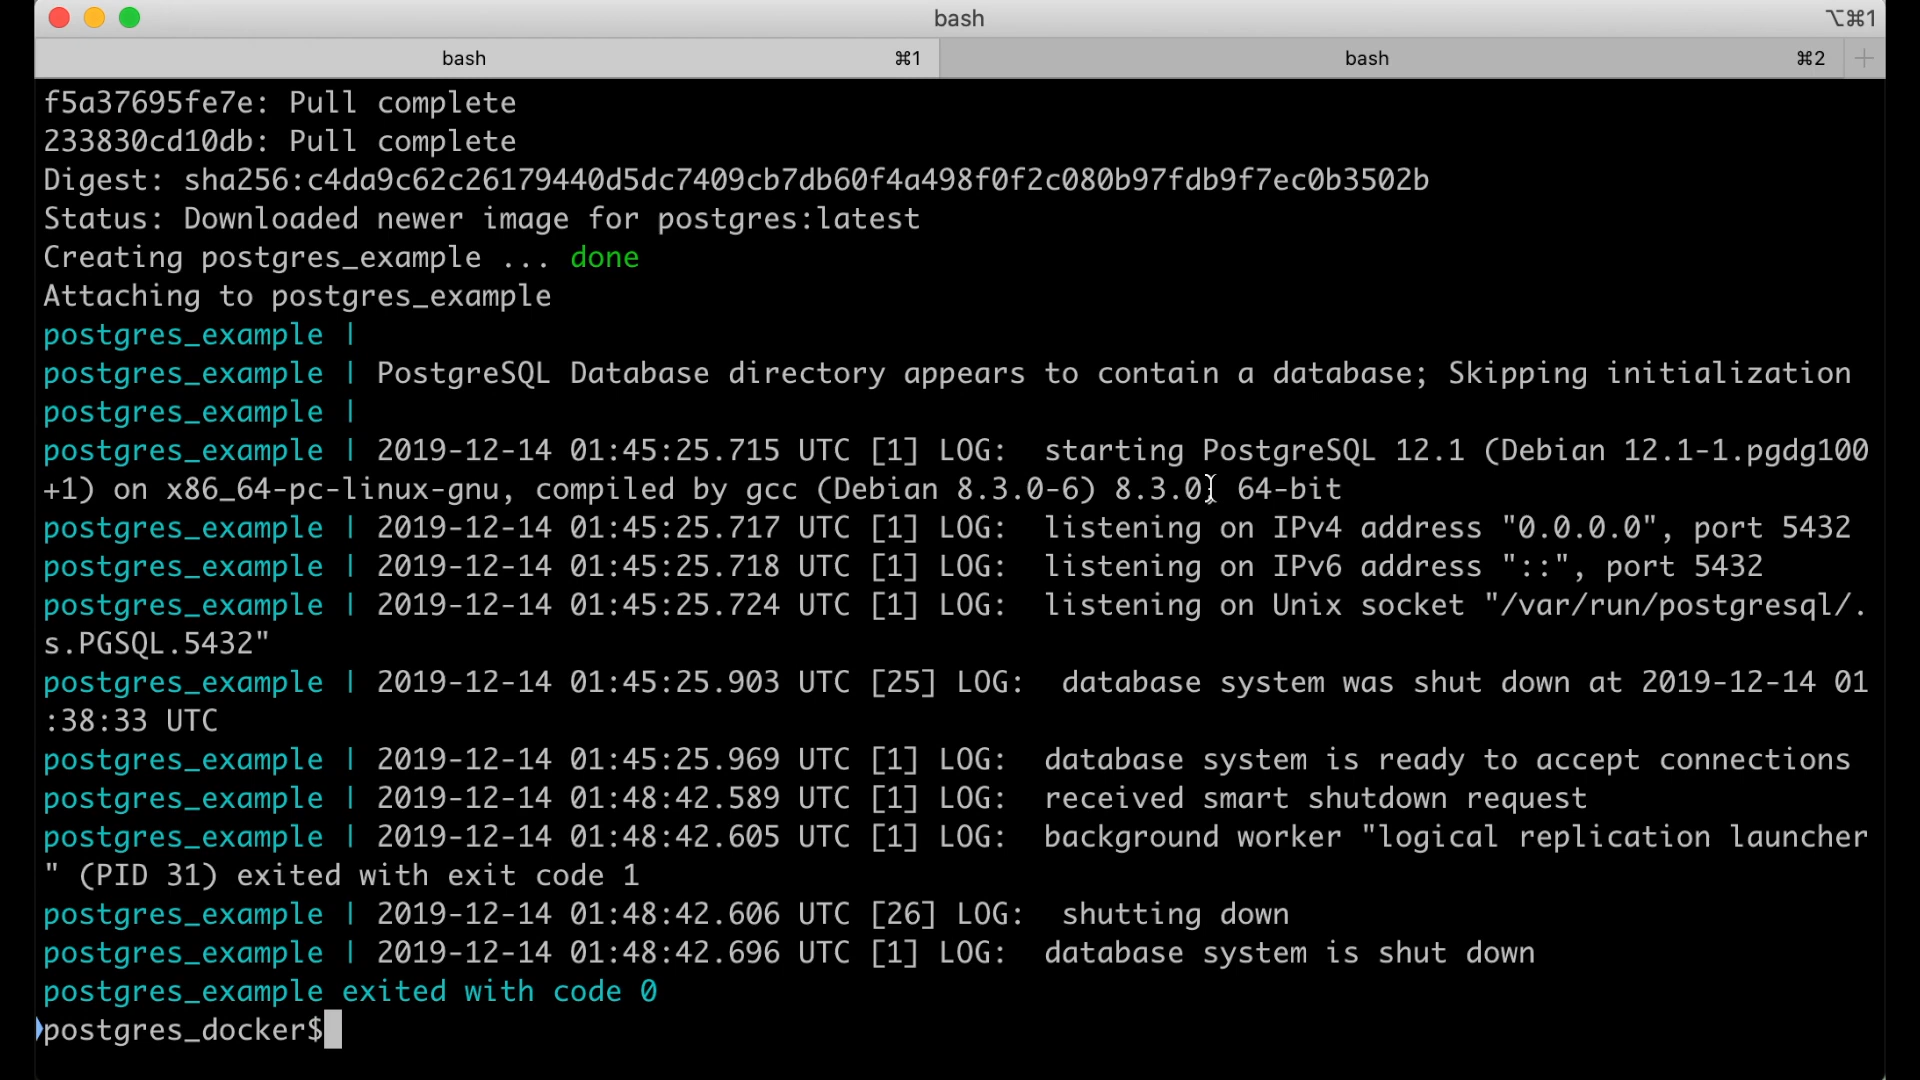 bash
⌥⌘1
bash ⌘1 bash ⌘2 +
f5a37695fe7e: Pull complete
233830cd10db: Pull complete
Digest: sha256:c4da9c62c26179440d5dc7409cb7db60f4a498f0f2c080b97fdb9f7ec0b3502b
Status: Downloaded newer image for postgres:latest
Creating postgres_example ... done
Attaching to postgres_example
postgres_example |
postgres_example | PostgreSQL Database directory appears to contain a database; Skipping initialization
postgres_example |
postgres_example | 2019-12-14 01:45:25.715 UTC [1] LOG:  starting PostgreSQL 12.1 (Debian 12.1-1.pgdg100
+1) on x86_64-pc-linux-gnu, compiled by gcc (Debian 8.3.0-6) 8.3.0, 64-bit
postgres_example | 2019-12-14 01:45:25.717 UTC [1] LOG:  listening on IPv4 address "0.0.0.0", port 5432
postgres_example | 2019-12-14 01:45:25.718 UTC [1] LOG:  listening on IPv6 address "::", port 5432
postgres_example | 2019-12-14 01:45:25.724 UTC [1] LOG:  listening on Unix socket "/var/run/postgresql/.
s.PGSQL.5432"
postgres_example | 2019-12-14 01:45:25.903 UTC [25] LOG:  database system was shut down at 2019-12-14 01
:38:33 UTC
postgres_example | 2019-12-14 01:45:25.969 UTC [1] LOG:  database system is ready to accept connections
postgres_example | 2019-12-14 01:48:42.589 UTC [1] LOG:  received smart shutdown request
postgres_example | 2019-12-14 01:48:42.605 UTC [1] LOG:  background worker "logical replication launcher
" (PID 31) exited with exit code 1
postgres_example | 2019-12-14 01:48:42.606 UTC [26] LOG:  shutting down
postgres_example | 2019-12-14 01:48:42.696 UTC [1] LOG:  database system is shut down
postgres_example exited with code 0
postgres_docker$